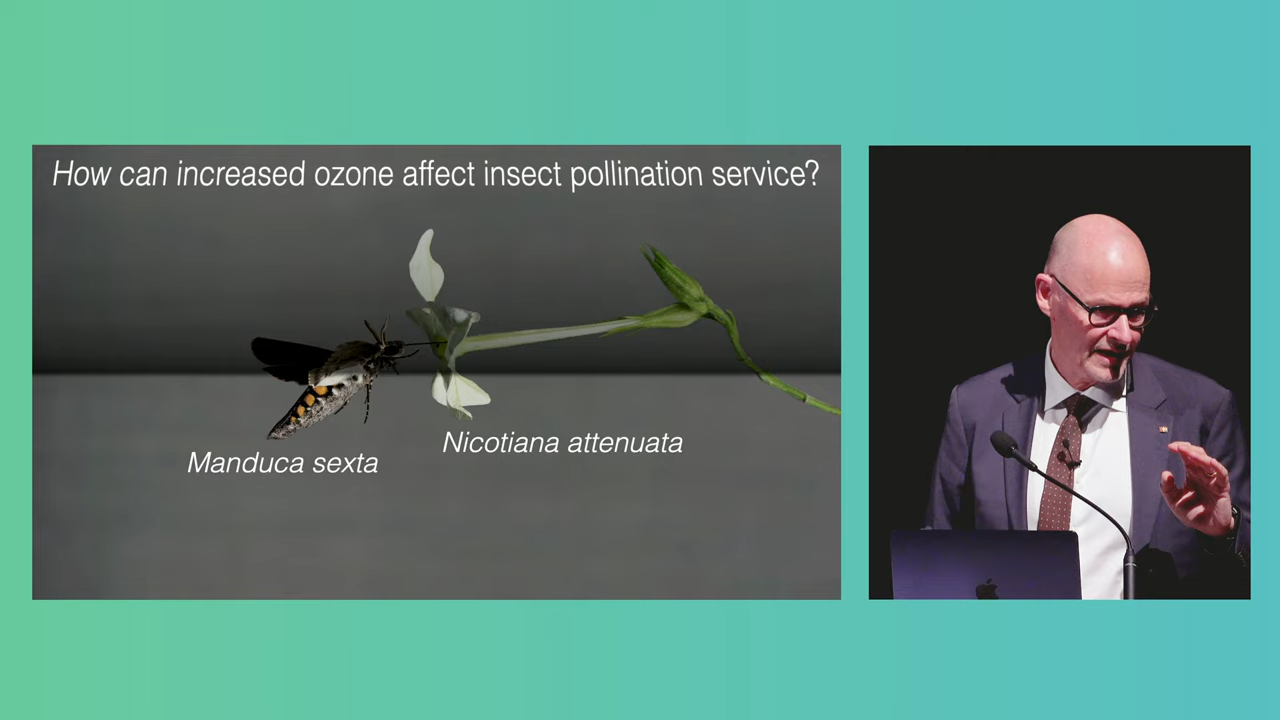 How can increased ozone affect insect pollination service?
Nicotiana attenuata
Manduca sexta